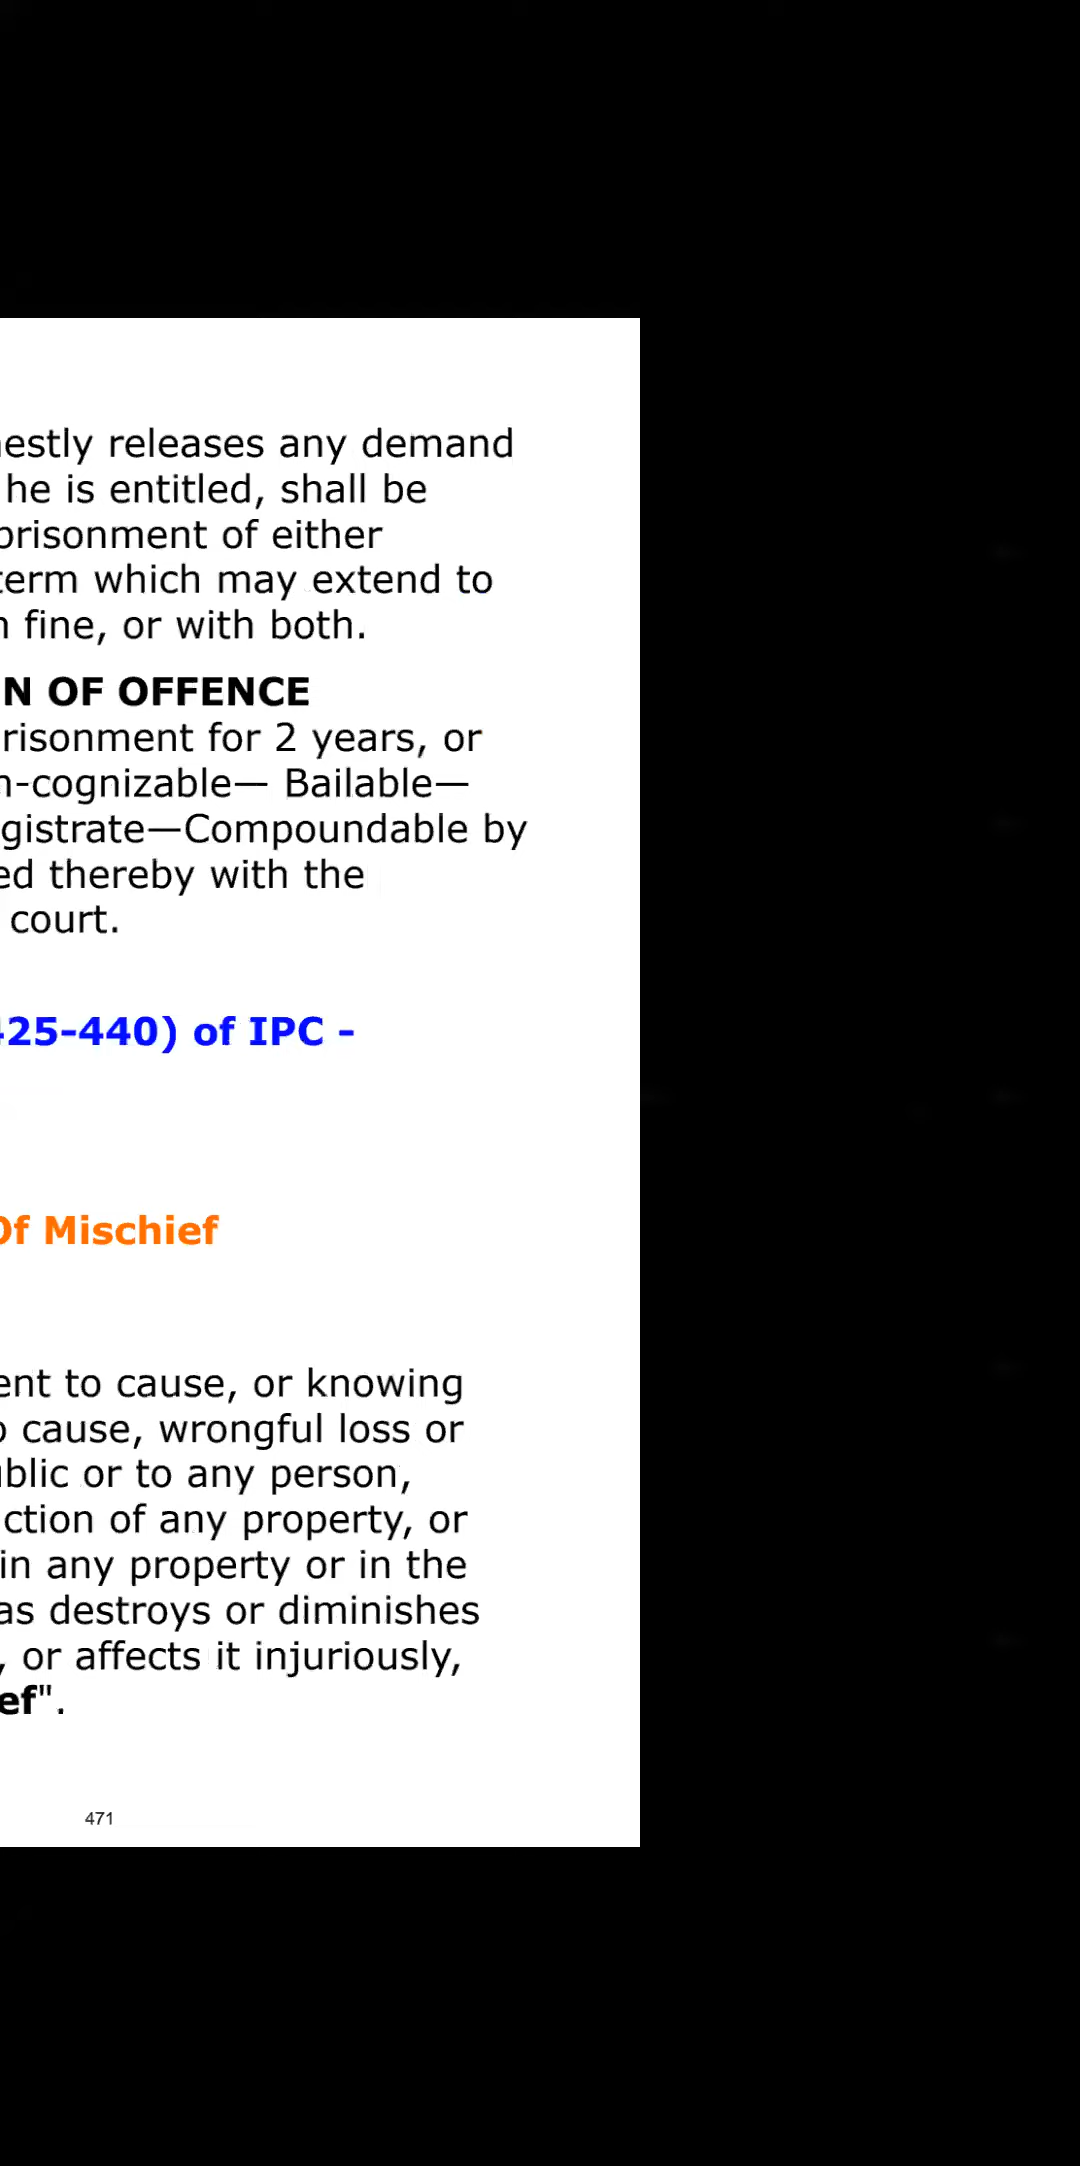 estly releases any demand
he is entitled, shall be
prisonment of either
term which may extend to
fine, or with both.
N OF OFFENCE
risonment for 2 years, or
-cognizable— Bailable—
gistrate—Compoundable by
ed thereby with the
court.
25-440) of IPC -
Of Mischief
ent to cause, or knowing
o cause, wrongful loss or
blic or to any person,
ction of any property, or
in any property or in the
as destroys or diminishes
, or affects it injuriously,
ef".
471